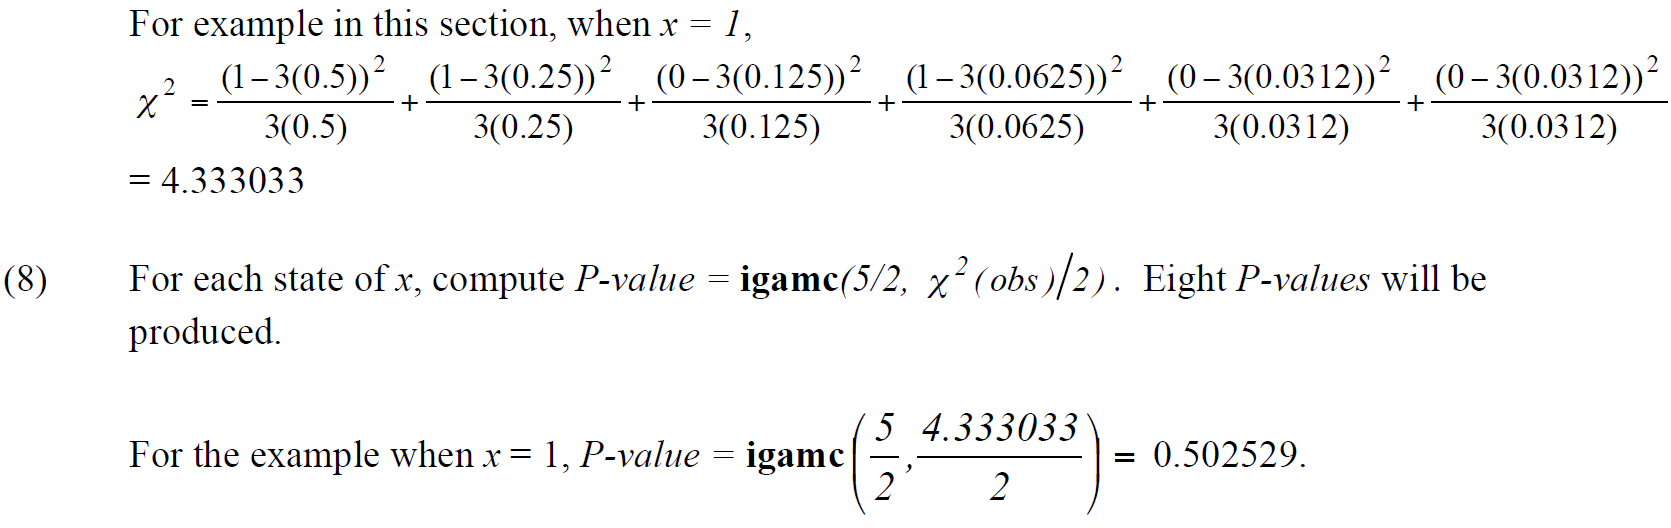 For example in this section, when x = 1,
χ² = (1 – 3(0.5))²/3(0.5) + (1 – 3(0.25))²/3(0.25) + (0 – 3(0.125))²/3(0.125) + (1 – 3(0.0625))²/3(0.0625) + (0 – 3(0.0312))²/3(0.0312) + (0 – 3(0.0312))²/3(0.0312)
= 4.333033
(8) For each state of x, compute P-value = igamc(5/2, χ²(obs)/2). Eight P-values will be
produced.
For the example when x = 1, P-value = igamc(5/2, 4.333033/2) = 0.502529.